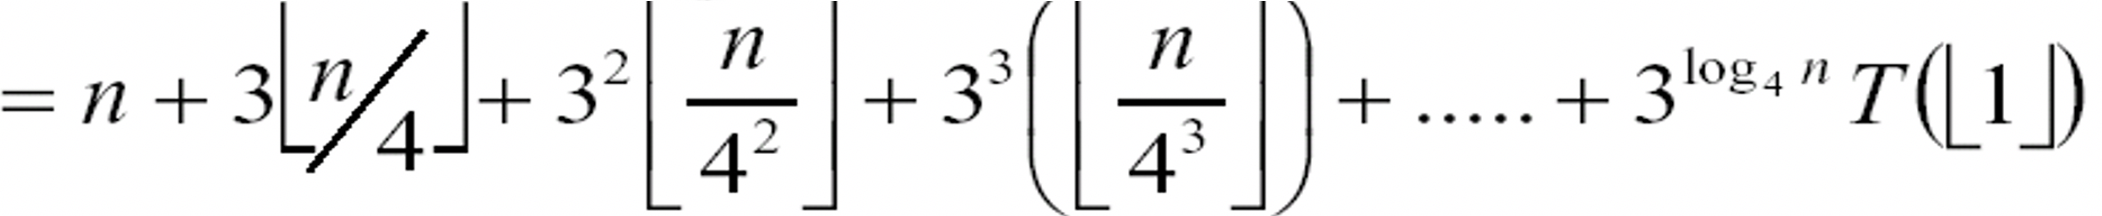 = n + 3⌊n/4⌋ + 3²⌊n/4²⌋ + 3³(⌊n/4³⌋) + ..... + 3^{log₄ n} T(⌊1⌋)